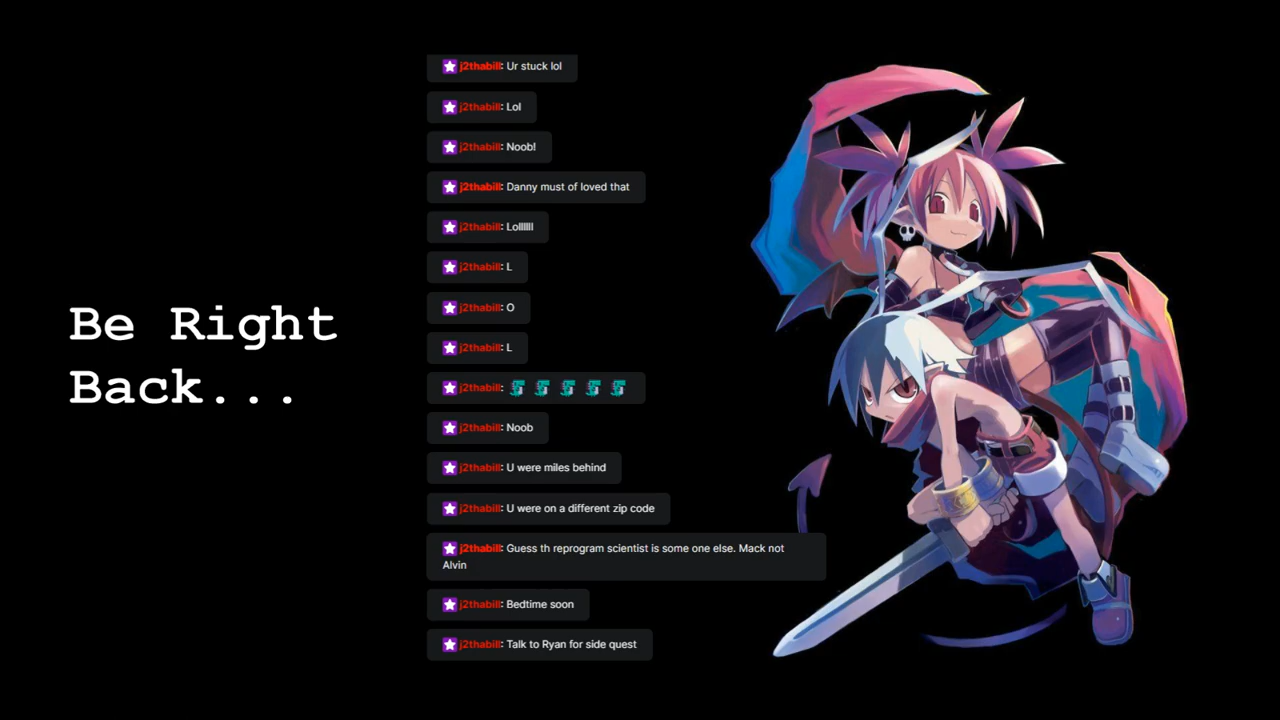 j2thabill: Ur stuck lol
j2thabill: Lol
j2thabill: Noob!
j2thabill: Danny must of loved that
j2thabill: Lollllll
j2thabill: L
j2thabill: O
j2thabill: L
j2thabill:
j2thabill: Noob
j2thabill: U were miles behind
j2thabill: U were on a different zip code
j2thabill: Guess th reprogram scientist is some one else. Mack not
Alvin
j2thabill: Bedtime soon
j2thabill: Talk to Ryan for side quest
Be Right
Back...